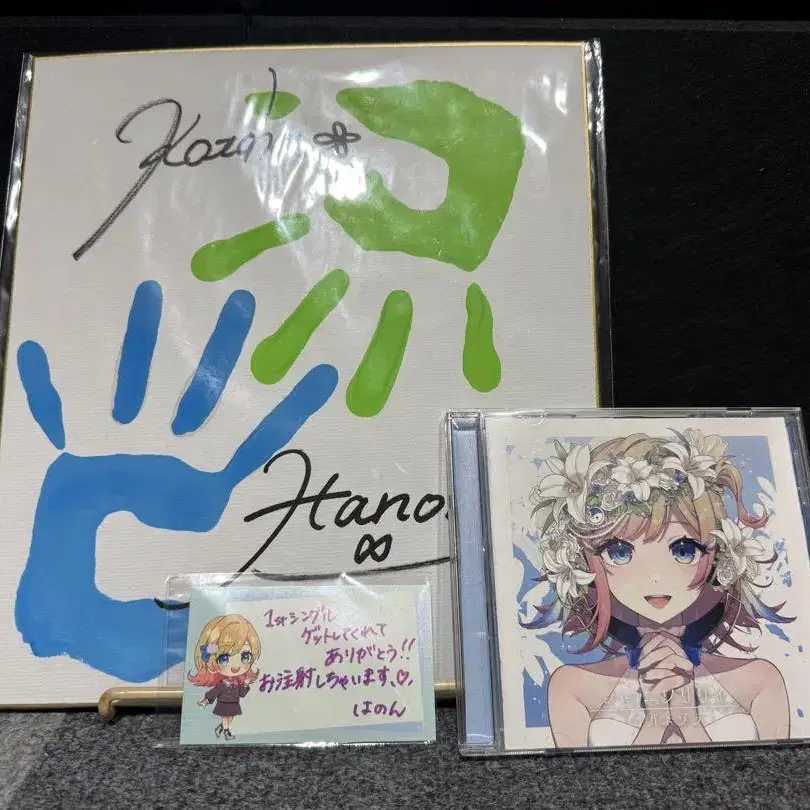 Kozn
Hano
1stシングル
ゲットしてくれて
ありがとう!!
お注射しちゃいます♡
はのん